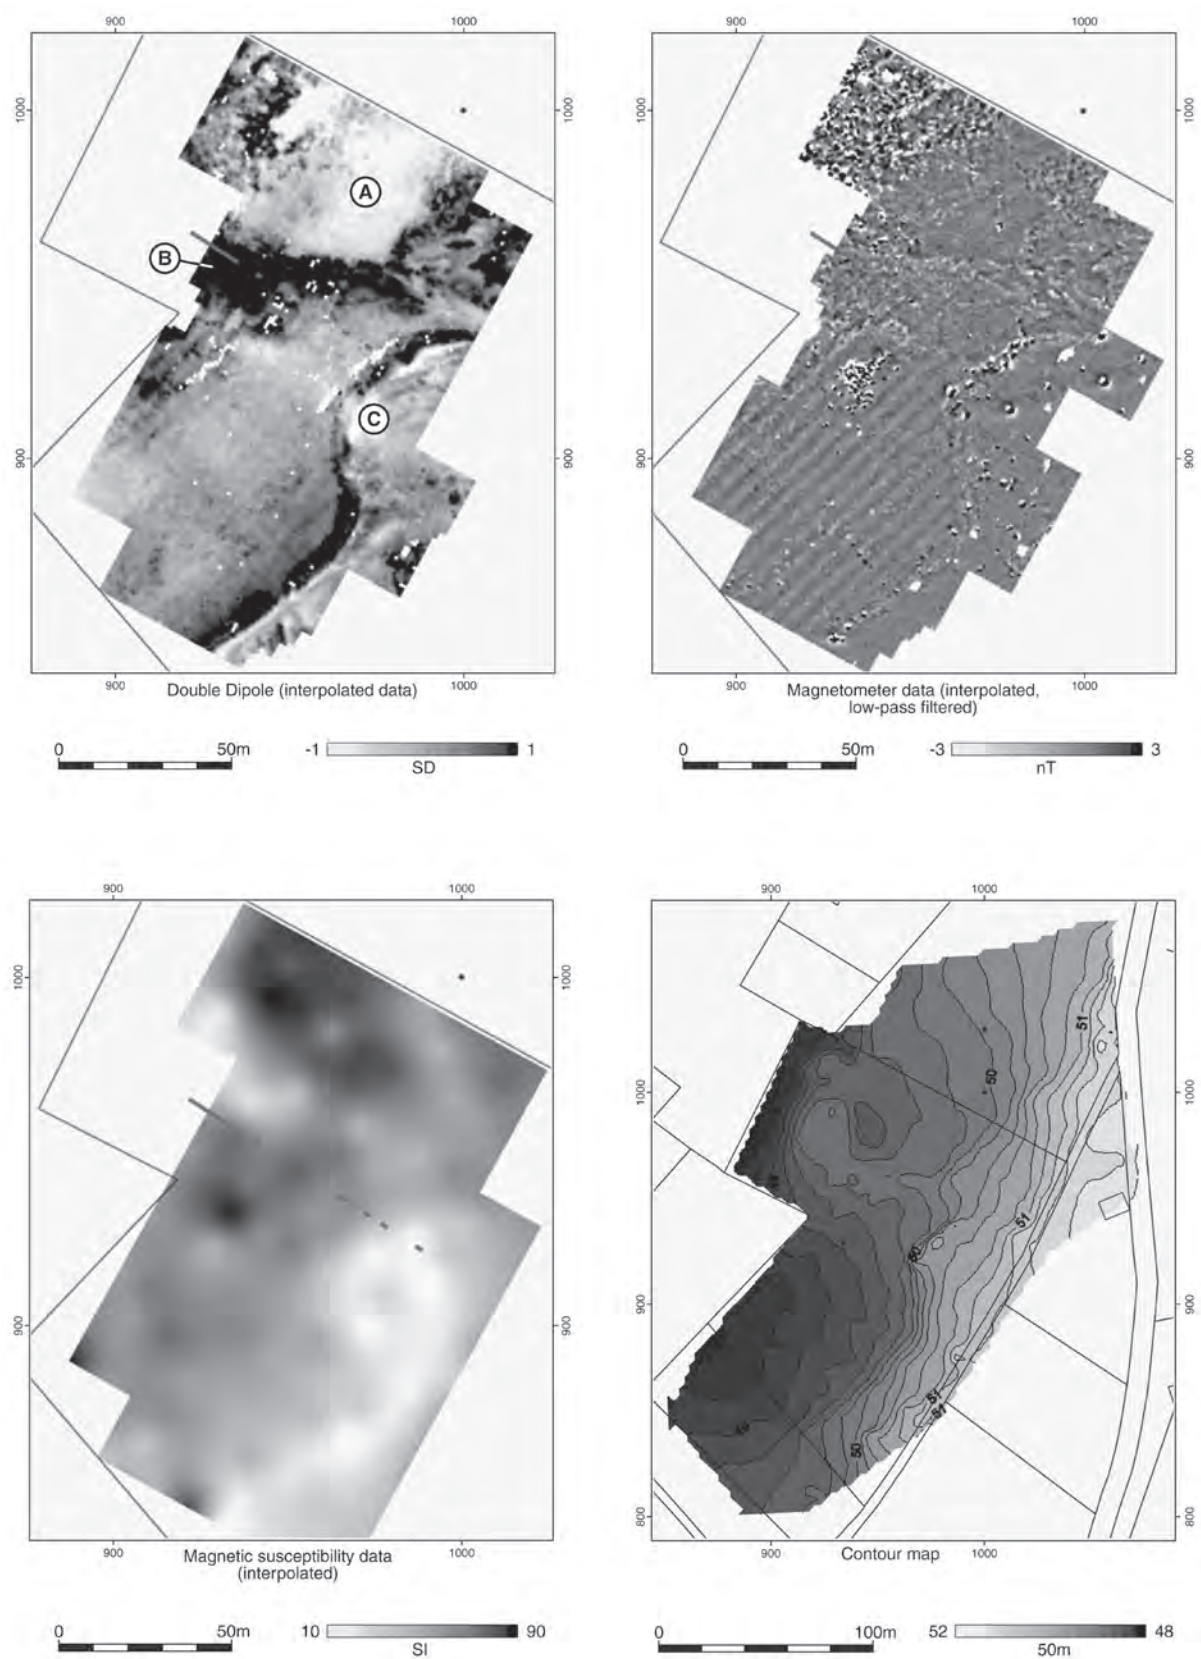 900 1000
1000 1000
A
B
C
900 900
900 1000
Double Dipole (interpolated data)
0 50m
-1 1
SD
900 1000
1000 1000
900 900
900 1000
Magnetometer data (interpolated,
low-pass filtered)
0 50m
-3 3
nT
900 1000
1000 1000
900 900
900 1000
Magnetic susceptibility data
(interpolated)
0 50m
10 90
SI
900 1000
51
50
1000 1000
51
50
900 900
51
51
50
800 800
900 1000
Contour map
0 100m
52 48
50m